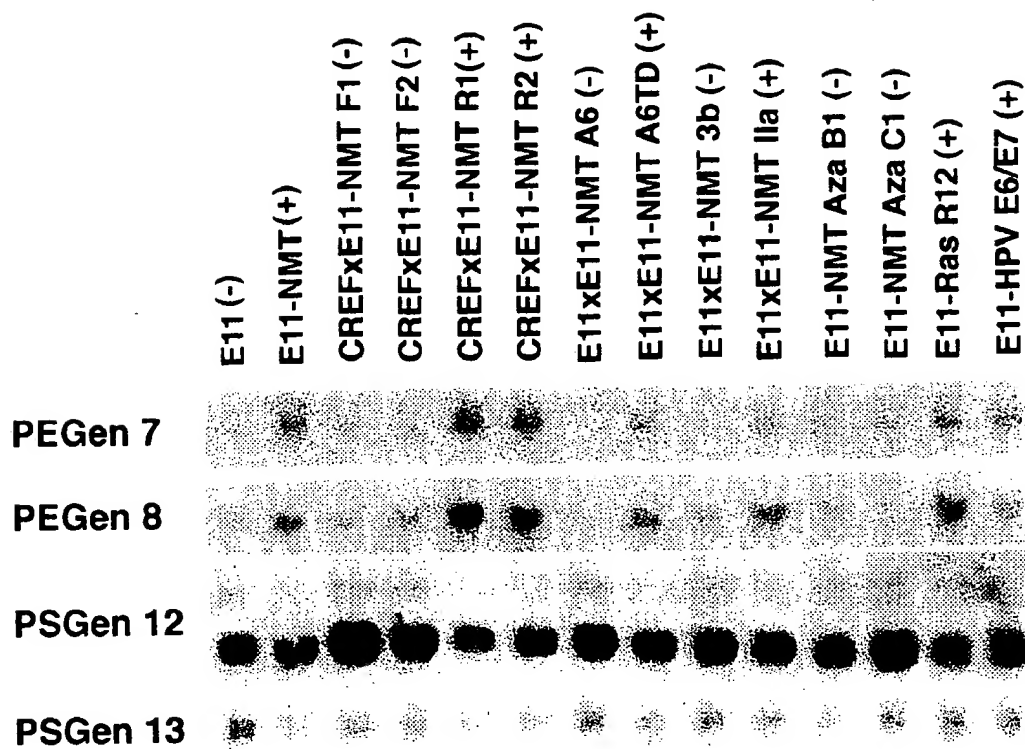 E11 (-)
E11-NMT (+)
CREFxE11-NMT F1 (-)
CREFxE11-NMT F2 (-)
CREFxE11-NMT R1(+)
CREFxE11-NMT R2 (+)
E11xE11-NMT A6 (-)
E11xE11-NMT A6TD (+)
E11xE11-NMT 3b (-)
E11xE11-NMT IIa (+)
E11-NMT Aza B1 (-)
E11-NMT Aza C1 (-)
E11-Ras R12 (+)
E11-HPV E6/E7 (+)
PEGen 7
PEGen 8
PSGen 12
PSGen 13